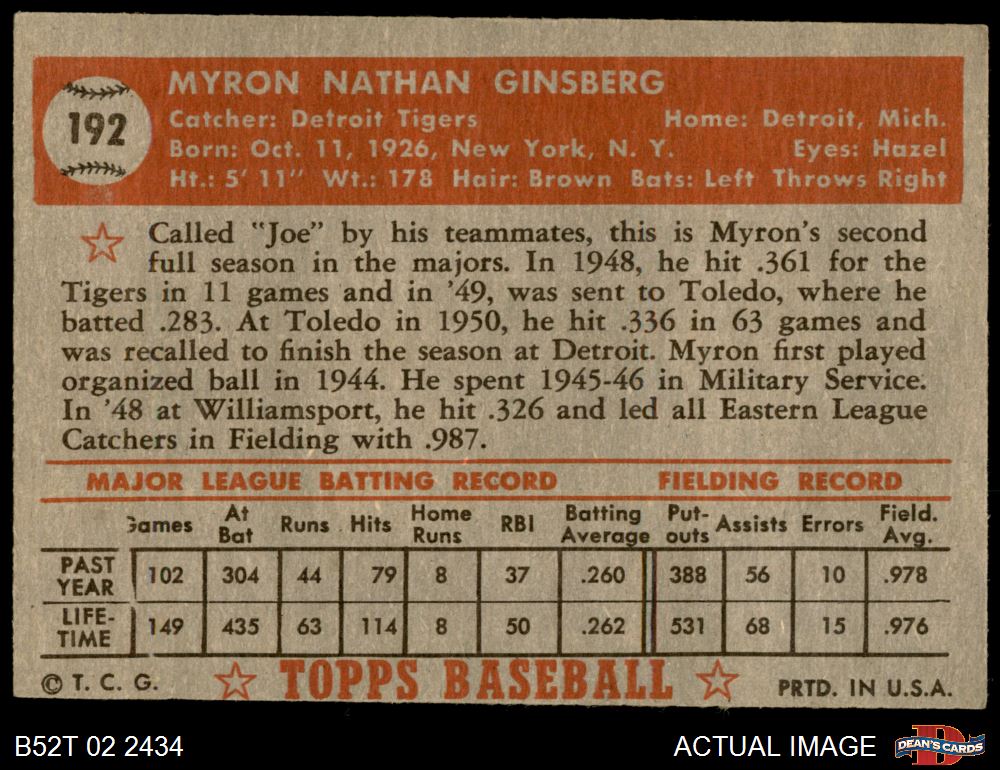 192
MYRON NATHAN GINSBERG
Catcher: Detroit Tigers Home: Detroit, Mich.
Born: Oct. 11, 1926, New York, N. Y. Eyes: Hazel
Ht.: 5' 11" Wt.: 178 Hair: Brown Bats: Left Throws Right
Called "Joe" by his teammates, this is Myron's second
full season in the majors. In 1948, he hit .361 for the
Tigers in 11 games and in '49, was sent to Toledo, where he
batted .283. At Toledo in 1950, he hit .336 in 63 games and
was recalled to finish the season at Detroit. Myron first played
organized ball in 1944. He spent 1945-46 in Military Service.
In '48 at Williamsport, he hit .326 and led all Eastern League
Catchers in Fielding with .987.
MAJOR LEAGUE BATTING RECORD FIELDING RECORD
Games At Bat Runs Hits Home Runs RBI Batting Average Put-outs Assists Errors Field. Avg.
PAST YEAR 102 304 44 79 8 37 .260 388 56 10 .978
LIFE-TIME 149 435 63 114 8 50 .262 531 68 15 .976
© T. C. G. TOPPS BASEBALL PRTD. IN U.S.A.
B52T 02 2434 ACTUAL IMAGE D DEAN'S CARDS